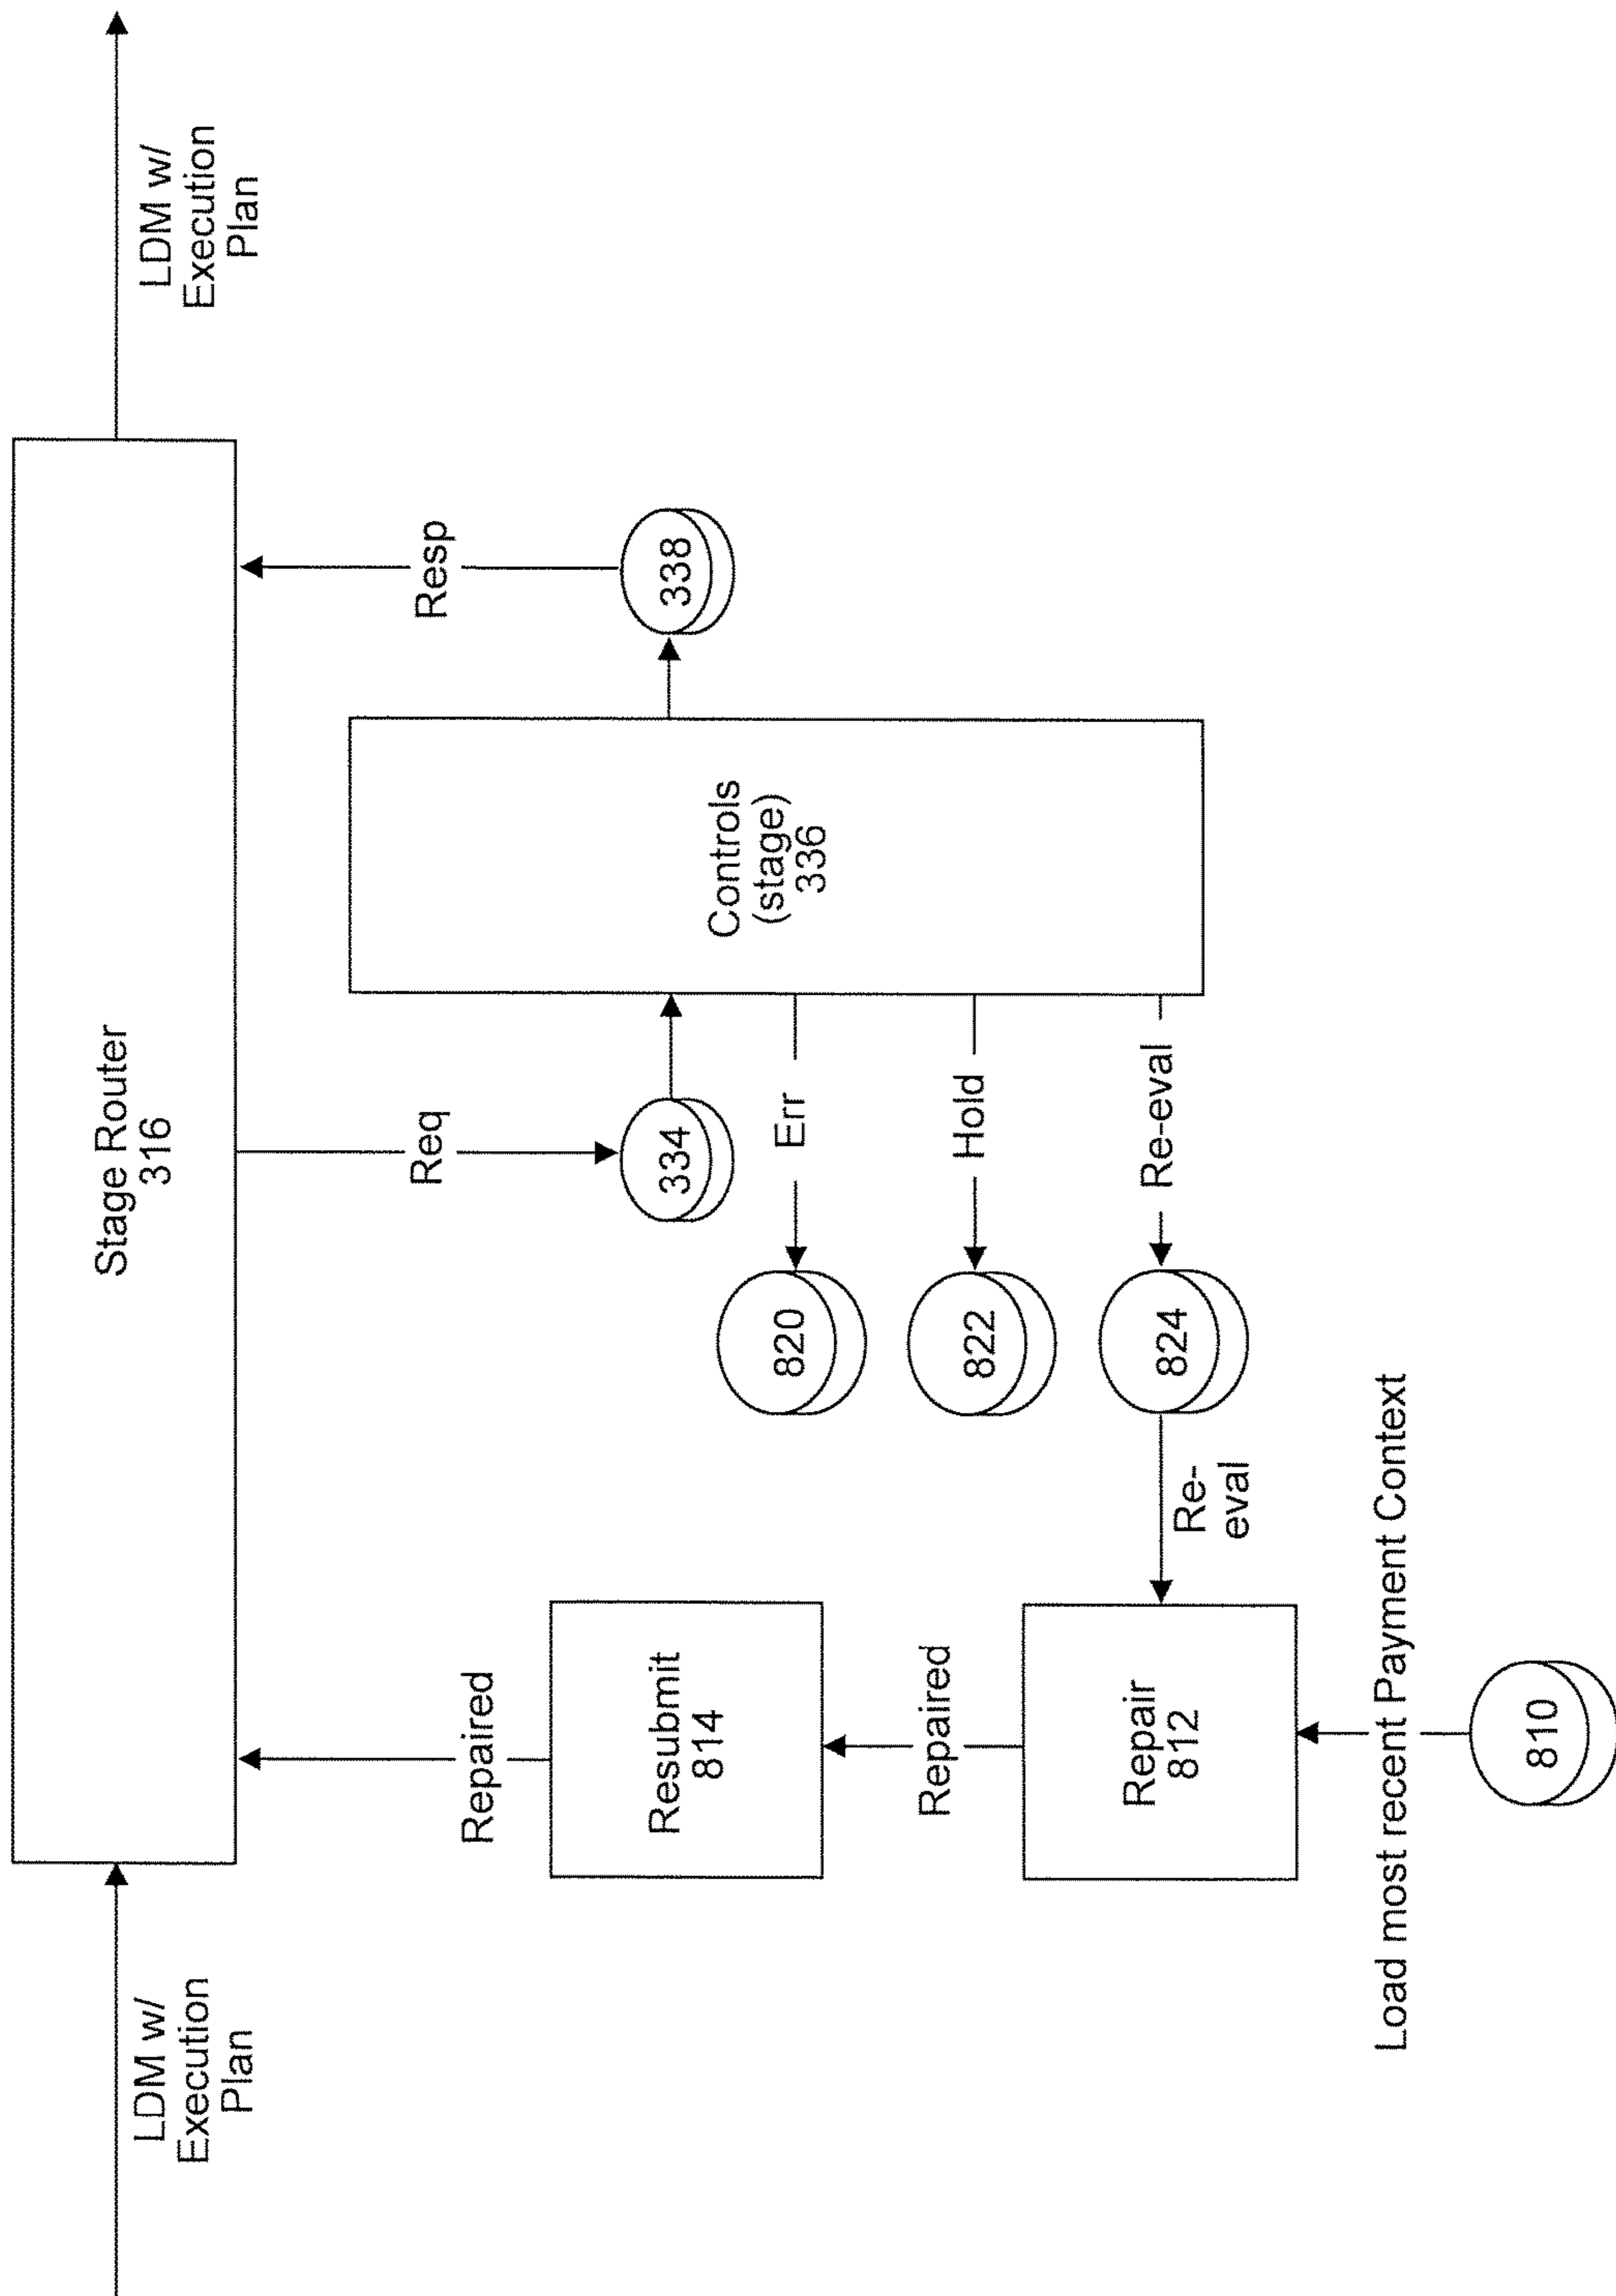 LDM w/
Execution
Plan
Stage Router
316
LDM w/
Execution
Plan
Repaired
Req
Resp
Resubmit
814
334
338
Repaired
820
Err
822
Hold
Controls
(stage)
336
Repair
812
Re-
eval
824
Re-eval
Load most recent Payment Context
810